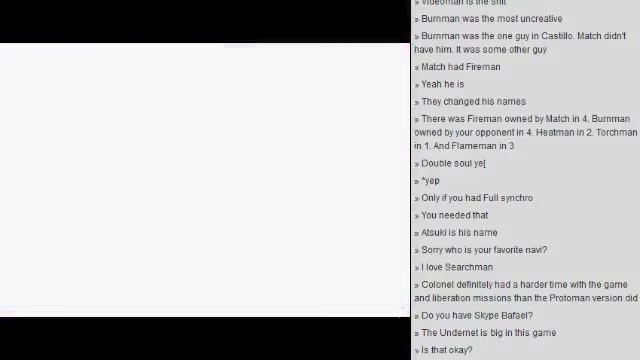 » Videoman is the shit
» Burnman was the most uncreative
» Burnman was the one guy in Castillo. Match didn't
have him. It was some other guy
» Match had Fireman
» Yeah he is
» They changed his names
» There was Fireman owned by Match in 4. Burnman
owned by your opponent in 4. Heatman in 2. Torchman
in 1. And Flameman in 3
» Double soul ye[
» *yep
» Only if you had Full synchro
» You needed that
» Atsuki is his name
» Sorry who is your favorite navi?
» I love Searchman
» Colonel definitely had a harder time with the game
and liberation missions than the Protoman version did
» Do you have Skype Bafael?
» The Undernet is big in this game
» Is that okay?